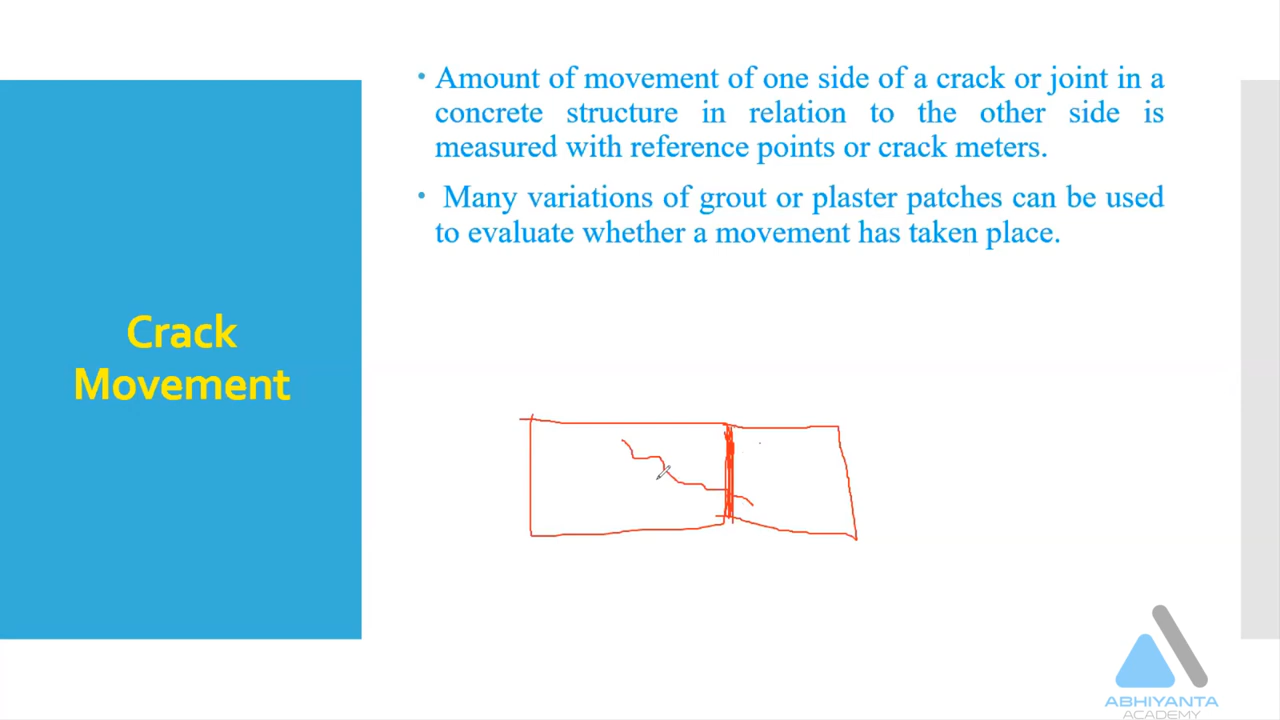 • Amount of movement of one side of a crack or joint in a
concrete structure in relation to the other side is
measured with reference points or crack meters.
• Many variations of grout or plaster patches can be used
to evaluate whether a movement has taken place.
Crack
Movement
ABHIYANTA
ACADEMY